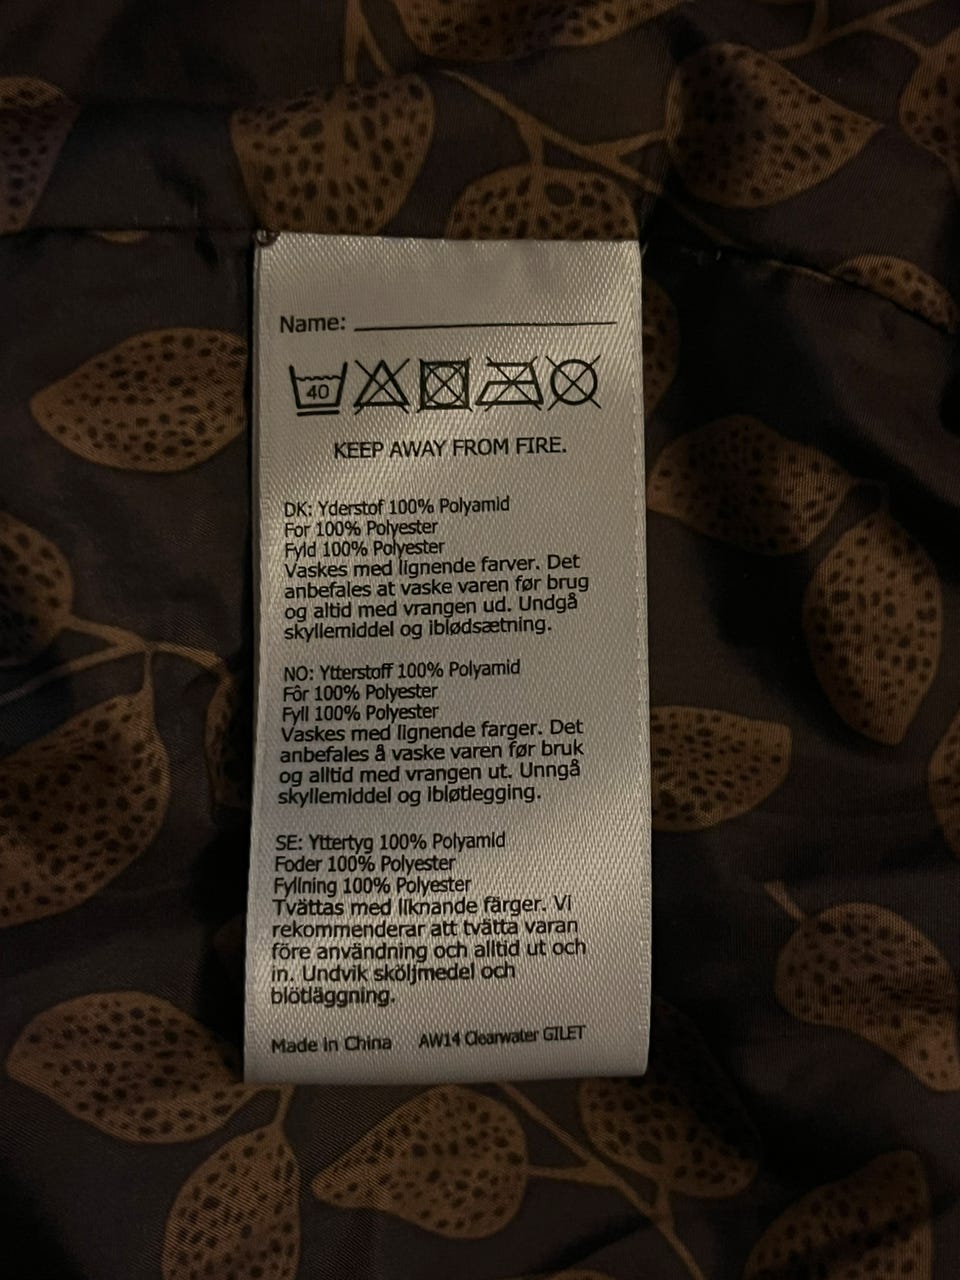 Name:
40
KEEP AWAY FROM FIRE.
DK: Yderstof 100% Polyamid
For 100% Polyester
Fyld 100% Polyester
Vaskes med lignende farver. Det
anbefales at vaske varen før brug
og altid med vrangen ud. Undgå
skyllemiddel og iblødsætning.
NO: Ytterstoff 100% Polyamid
Fôr 100% Polyester
Fyll 100% Polyester
Vaskes med lignende farger. Det
anbefales å vaske varen før bruk
og alltid med vrangen ut. Unngå
skyllemiddel og ibløtlegging.
SE: Yttertyg 100% Polyamid
Foder 100% Polyester
Fyllning 100% Polyester
Tvättas med liknande färger. Vi
rekommenderar att tvätta varan
före användning och alltid ut och
in. Undvik sköljmedel och
blötläggning.
Made in China AW14 Clearwater GILET